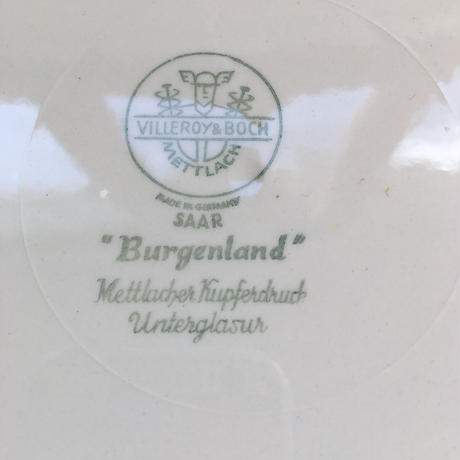 VILLEROY & BOCH
METTLACH
MADE IN GERMANY
SAAR
"Burgenland"
Mettlacher Kupferdruck
Unterglasur